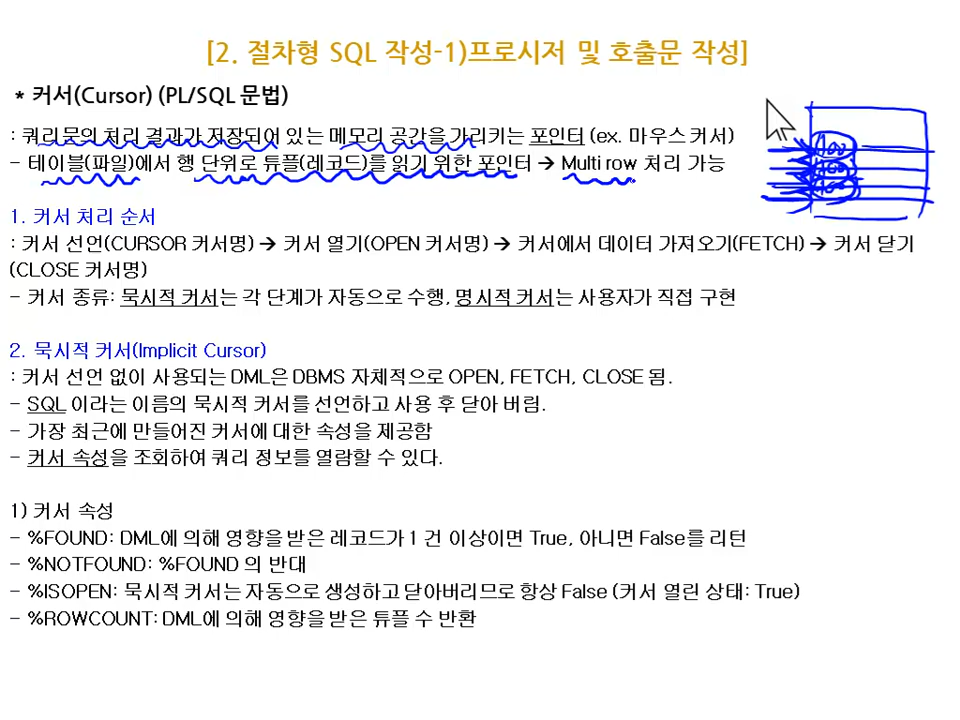 [2. 절차형 SQL 작성-1)프로시저 및 호출문 작성]
* 커서(Cursor) (PL/SQL 문법)
: 쿼리문의 처리 결과가 저장되어 있는 메모리 공간을 가리키는 포인터 (ex. 마우스 커서)
- 테이블(파일)에서 행 단위로 튜플(레코드)를 읽기 위한 포인터 → Multi row 처리 가능
100
100
100
1. 커서 처리 순서
: 커서 선언(CURSOR 커서명) → 커서 열기(OPEN 커서명) → 커서에서 데이터 가져오기(FETCH) → 커서 닫기
(CLOSE 커서명)
- 커서 종류: 묵시적 커서는 각 단계가 자동으로 수행, 명시적 커서는 사용자가 직접 구현
2. 묵시적 커서(Implicit Cursor)
: 커서 선언 없이 사용되는 DML은 DBMS 자체적으로 OPEN, FETCH, CLOSE 됨.
- SQL 이라는 이름의 묵시적 커서를 선언하고 사용 후 닫아 버림.
- 가장 최근에 만들어진 커서에 대한 속성을 제공함
- 커서 속성을 조회하여 쿼리 정보를 열람할 수 있다.
1) 커서 속성
- %FOUND: DML에 의해 영향을 받은 레코드가 1 건 이상이면 True, 아니면 False를 리턴
- %NOTFOUND: %FOUND 의 반대
- %ISOPEN: 묵시적 커서는 자동으로 생성하고 닫아버리므로 항상 False (커서 열린 상태: True)
- %ROWCOUNT: DML에 의해 영향을 받은 튜플 수 반환